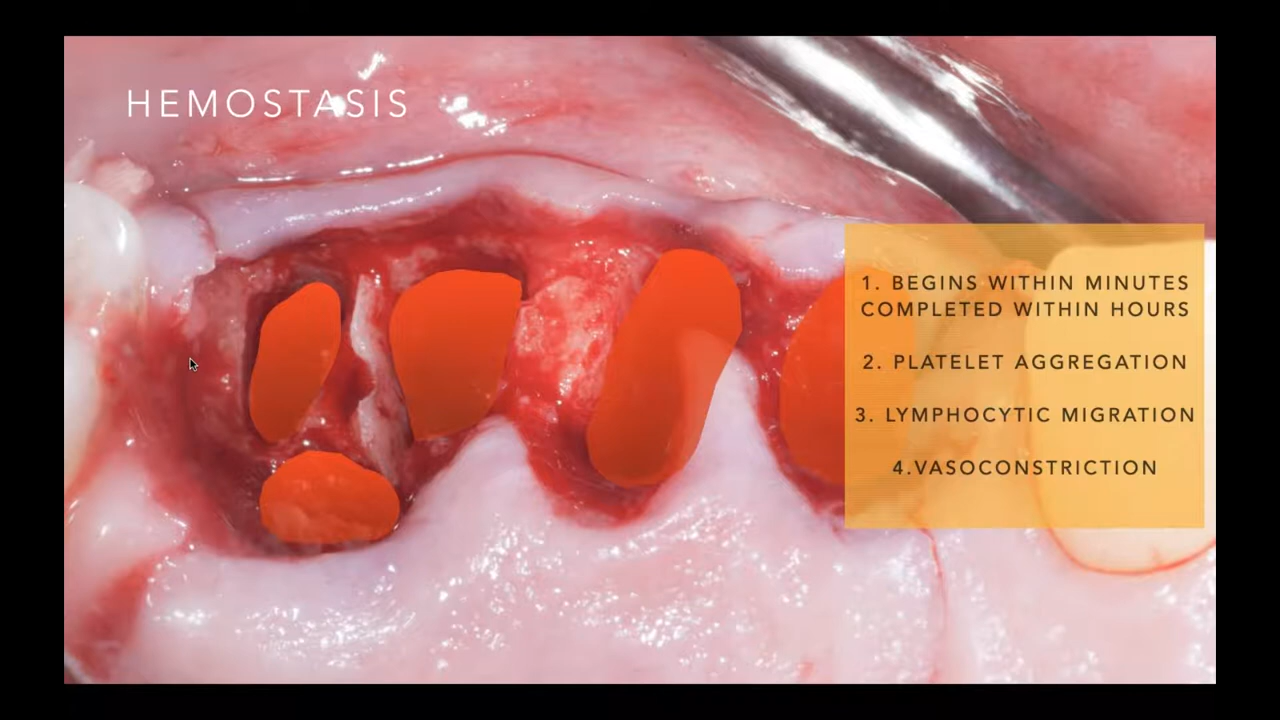 HEMOSTASIS
1. BEGINS WITHIN MINUTES
COMPLETED WITHIN HOURS
2. PLATELET AGGREGATION
3. LYMPHOCYTIC MIGRATION
4.VASOCONSTRICTION